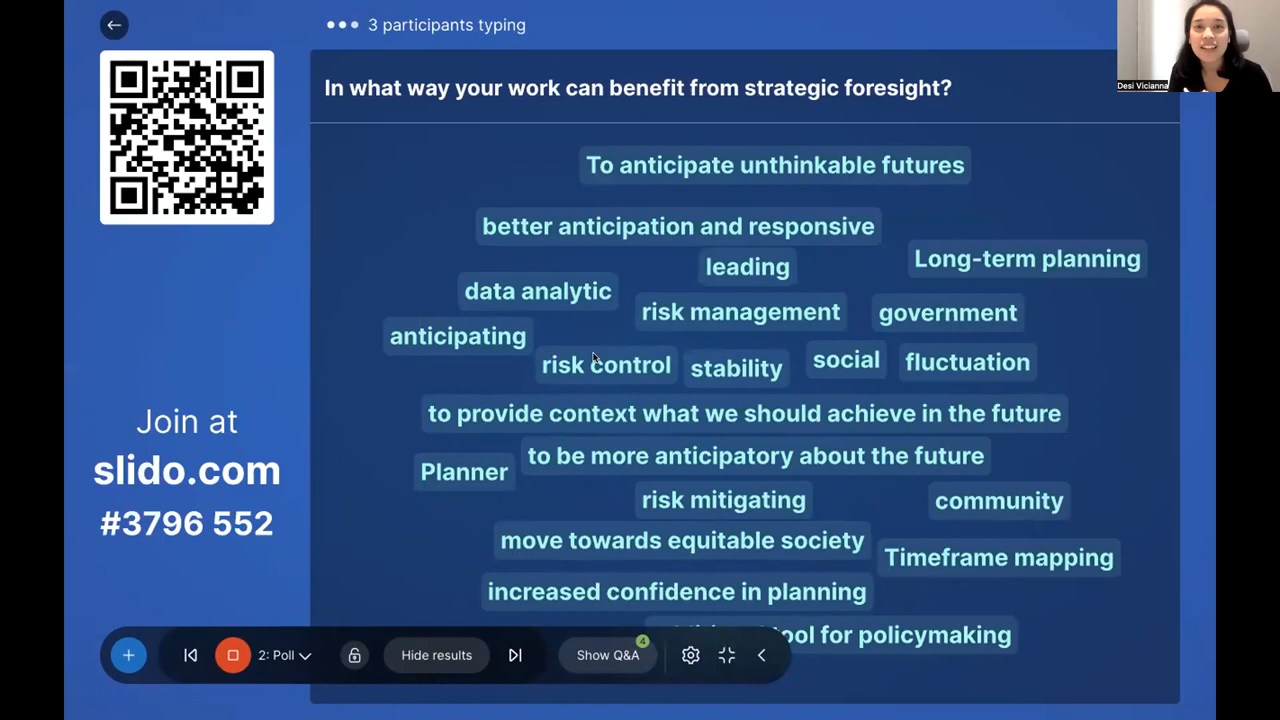 3 participants typing
In what way your work can benefit from strategic foresight?
Desi Vicianna
To anticipate unthinkable futures
better anticipation and responsive
leading
Long-term planning
data analytic
risk management
government
anticipating
risk control
stability
social
fluctuation
to provide context what we should achieve in the future
to be more anticipatory about the future
Planner
risk mitigating
community
move towards equitable society
Timeframe mapping
increased confidence in planning
tool for policymaking
Join at
slido.com
#3796 552
2: Poll
Hide results
Show Q&A
4